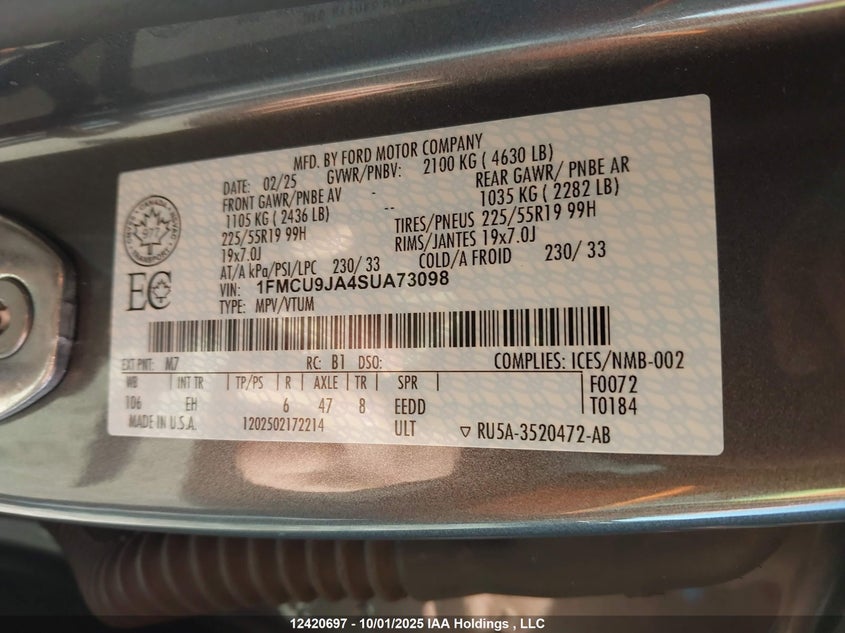 MFD. BY FORD MOTOR COMPANY
DATE: 02/25 GVWR/PNBV: 2100 KG ( 4630 LB)
FRONT GAWR/PNBE AV - REAR GAWR/ PNBE AR
1105 KG ( 2436 LB) -- 1035 KG ( 2282 LB)
225/55R19 99H TIRES/PNEUS 225/55R19 99H
19x7.0J RIMS/JANTES 19x7.0J
AT/A kPa/PSI/LPC 230/ 33 COLD/A FROID 230/ 33
VIN: 1FMCU9JA4SUA73098
TYPE: MPV/VTUM
CANADA
977
TRANSPORT
EC
EXT PNT: M7 RC: B1 DSO: COMPLIES: ICES/NMB-002
WB INT TR TP/PS R AXLE TR SPR F0072
106 EH 6 47 8 EEDD T0184
MADE IN U.S.A. 1202502172214 ULT ▽ RU5A-3520472-AB
12420697 - 10/01/2025 IAA Holdings , LLC